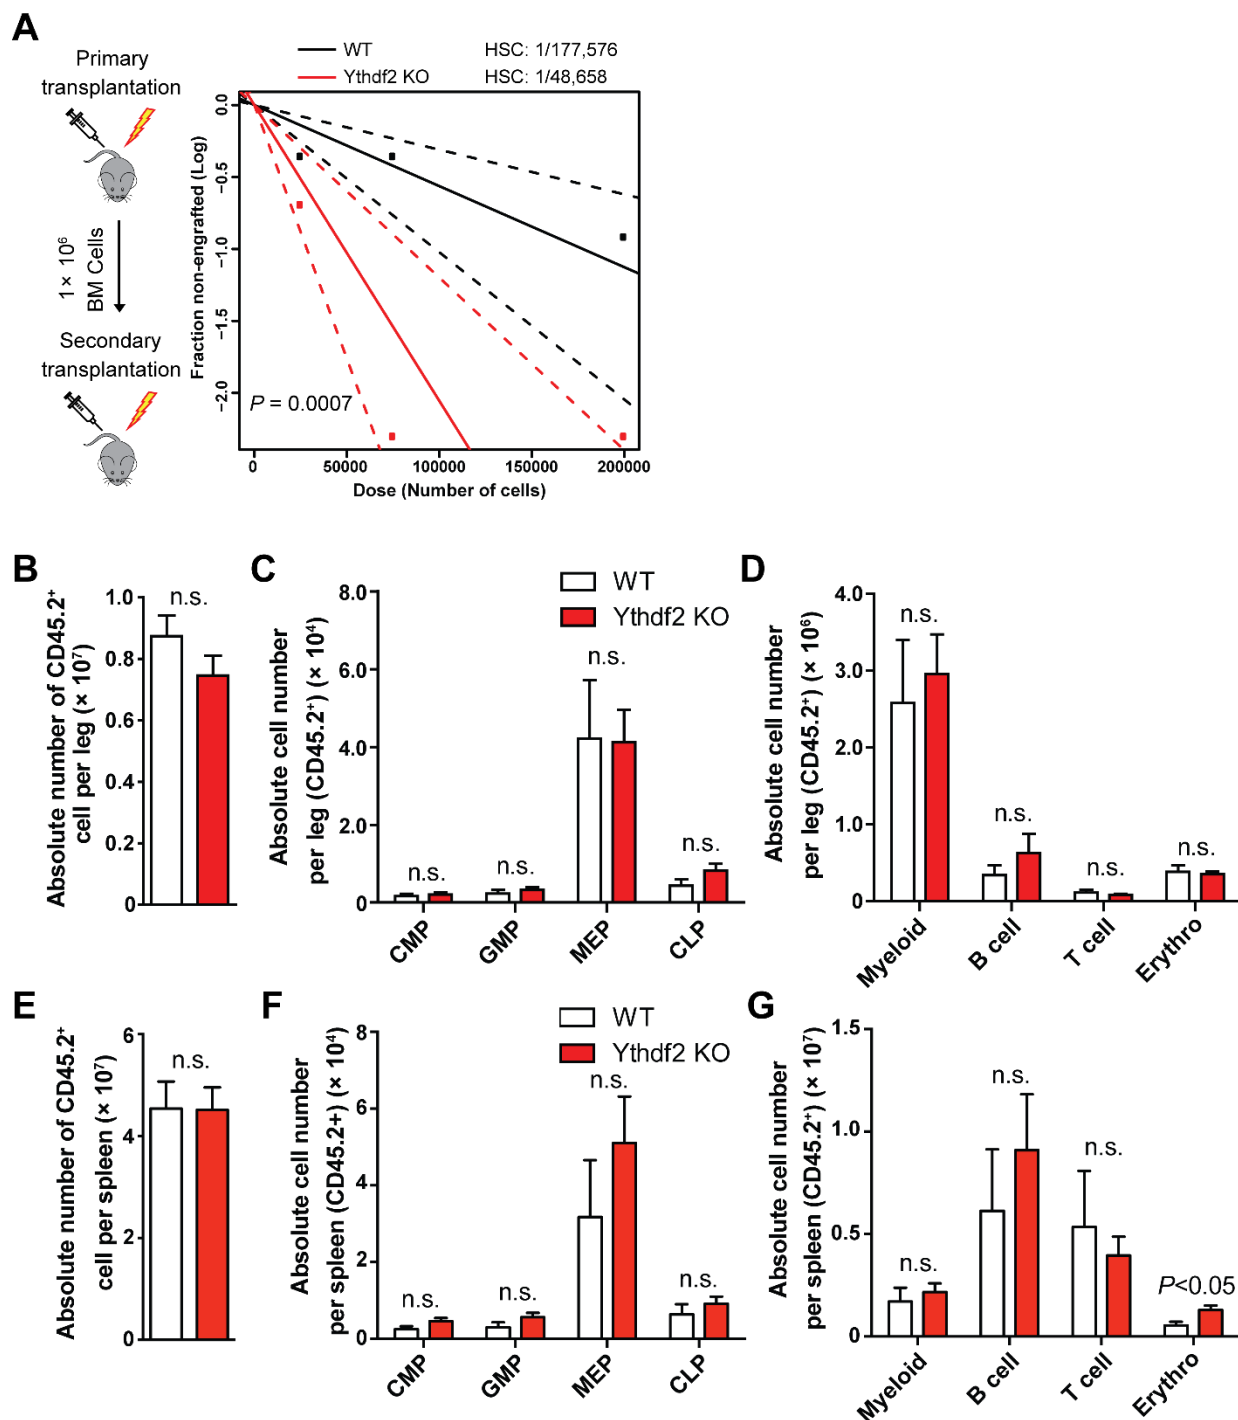 A
Primary
transplantation
1 × 10⁶
BM Cells
Secondary
transplantation
WT HSC: 1/177,576
Ythdf2 KO HSC: 1/48,658
Fraction non-engrafted (Log)
0.0
−0.5
−1.0
−1.5
−2.0
P = 0.0007
0 50000 100000 150000 200000
Dose (Number of cells)
B
Absolute number of CD45.2⁺
cell per leg (× 10⁷)
1.0
0.8
0.6
0.4
0.2
0
n.s.
C
Absolute cell number
per leg (CD45.2⁺) (× 10⁴)
8.0
6.0
4.0
2.0
0
WT
Ythdf2 KO
n.s. n.s. n.s. n.s.
CMP GMP MEP CLP
D
Absolute cell number
per leg (CD45.2⁺) (× 10⁶)
4.0
3.0
2.0
1.0
0
n.s. n.s. n.s. n.s.
Myeloid B cell T cell Erythro
E
Absolute number of CD45.2⁺
cell per spleen (× 10⁷)
6
4
2
0
n.s.
F
Absolute cell number
per spleen (CD45.2+) (× 10⁴)
8
6
4
2
0
WT
Ythdf2 KO
n.s. n.s. n.s. n.s.
CMP GMP MEP CLP
G
Absolute cell number
per spleen (CD45.2⁺) (× 10⁷)
1.5
1.0
0.5
0
n.s. n.s. n.s. P<0.05
Myeloid B cell T cell Erythro